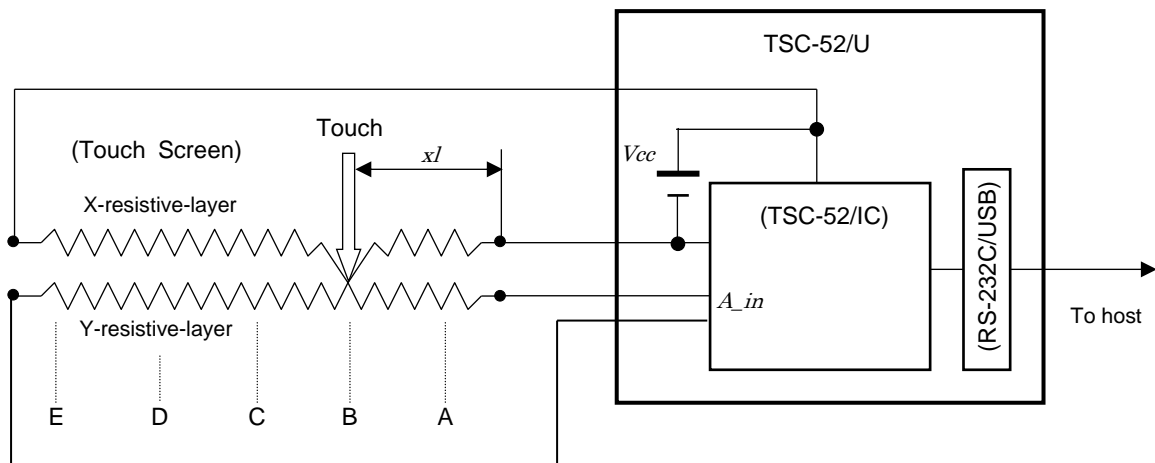 TSC-52/U
Touch
(Touch Screen)
xl
Vcc
X-resistive-layer
(TSC-52/IC)
(RS-232C/USB)
A_in
To host
Y-resistive-layer
E D C B A